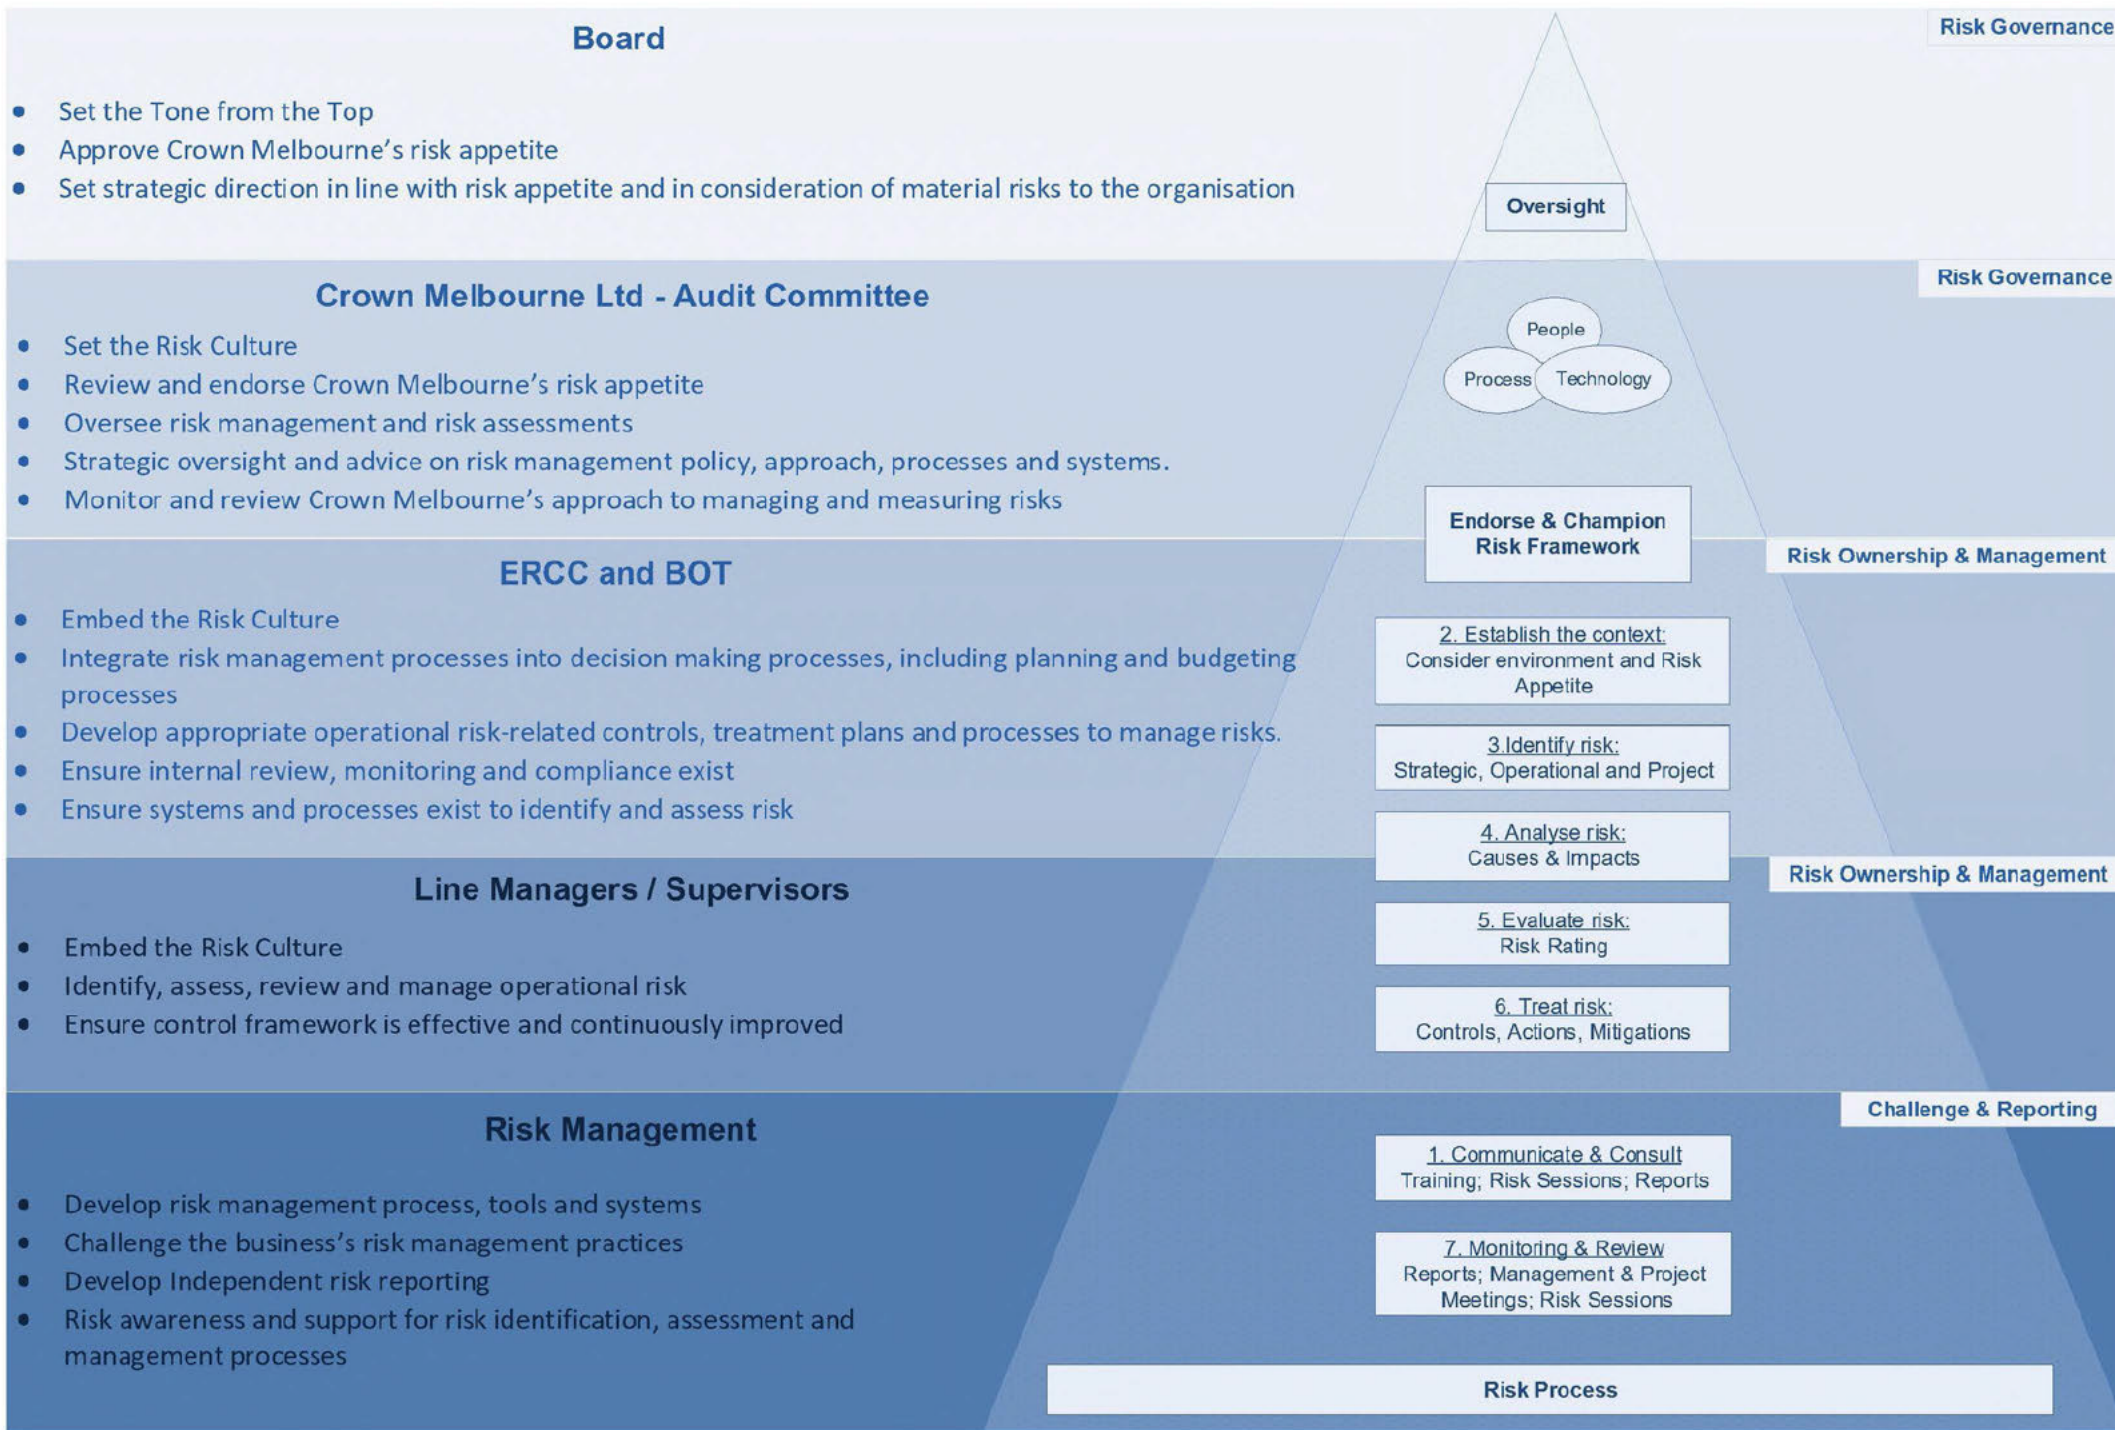 Board
Risk Governance
• Set the Tone from the Top
• Approve Crown Melbourne's risk appetite
• Set strategic direction in line with risk appetite and in consideration of material risks to the organisation
Oversight
Crown Melbourne Ltd - Audit Committee
Risk Governance
• Set the Risk Culture
• Review and endorse Crown Melbourne's risk appetite
• Oversee risk management and risk assessments
• Strategic oversight and advice on risk management policy, approach, processes and systems.
• Monitor and review Crown Melbourne's approach to managing and measuring risks
People
Process
Technology
Endorse & Champion
Risk Framework
ERCC and BOT
Risk Ownership & Management
• Embed the Risk Culture
• Integrate risk management processes into decision making processes, including planning and budgeting
processes
• Develop appropriate operational risk-related controls, treatment plans and processes to manage risks.
• Ensure internal review, monitoring and compliance exist
• Ensure systems and processes exist to identify and assess risk
2. Establish the context:
Consider environment and Risk
Appetite
3.Identify risk:
Strategic, Operational and Project
4. Analyse risk:
Causes & Impacts
Line Managers / Supervisors
Risk Ownership & Management
• Embed the Risk Culture
• Identify, assess, review and manage operational risk
• Ensure control framework is effective and continuously improved
5. Evaluate risk:
Risk Rating
6. Treat risk:
Controls, Actions, Mitigations
Risk Management
Challenge & Reporting
• Develop risk management process, tools and systems
• Challenge the business's risk management practices
• Develop Independent risk reporting
• Risk awareness and support for risk identification, assessment and
management processes
1. Communicate & Consult
Training; Risk Sessions; Reports
7. Monitoring & Review
Reports; Management & Project
Meetings; Risk Sessions
Risk Process